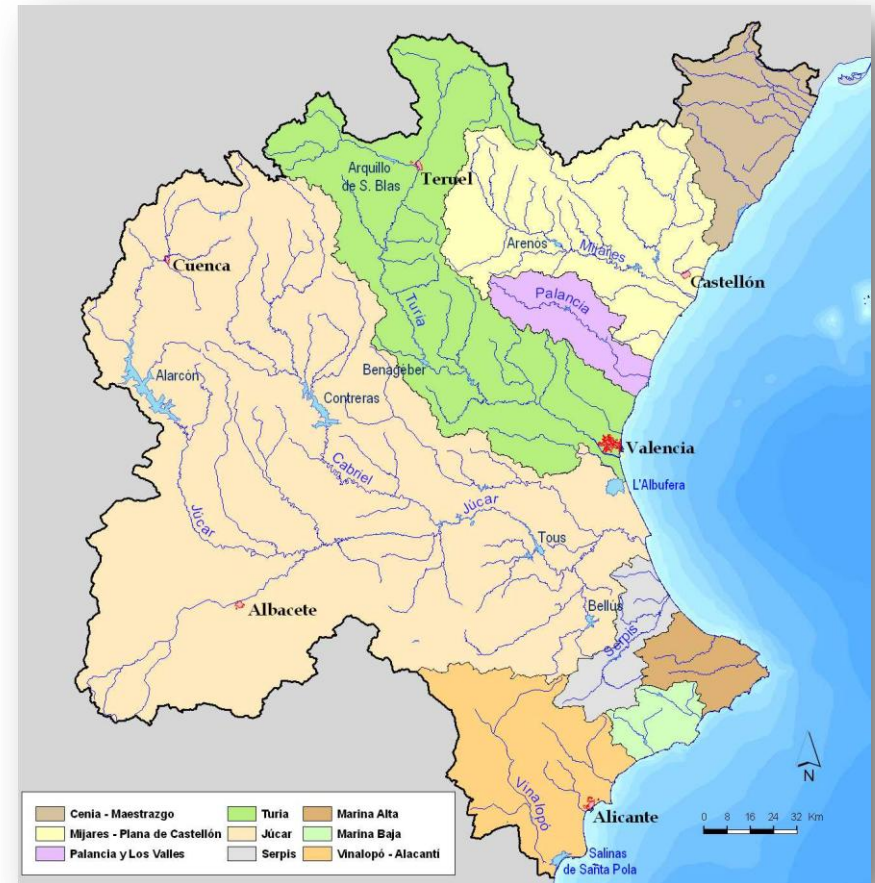 Arquillo
de S. Blas
Teruel
Cuenca
Arenós
Mijares
Castellón
Palancia
Turia
Alarcón
Benageber
Contreras
Valencia
Cabriel
L'Albufera
Júcar
Júcar
Tous
Albacete
Bellús
Serpis
N
Vinalopó
Alicante
0 8 16 24 32 Km
Salinas
de Santa Pola
Cenia - Maestrazgo
Turia
Marina Alta
Mijares - Plana de Castellón
Júcar
Marina Baja
Palancia y Los Valles
Serpis
Vinalopó - Alacantí